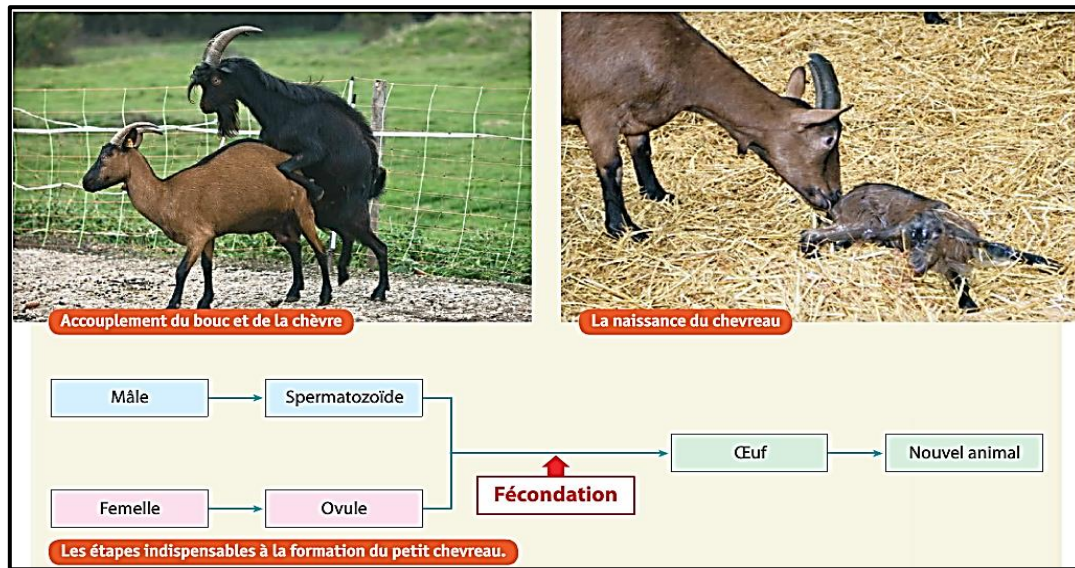 Accouplement du bouc et de la chèvre
La naissance du chevreau
Mâle
Spermatozoïde
Œuf
Nouvel animal
Fécondation
Femelle
Ovule
Les étapes indispensables à la formation du petit chevreau.